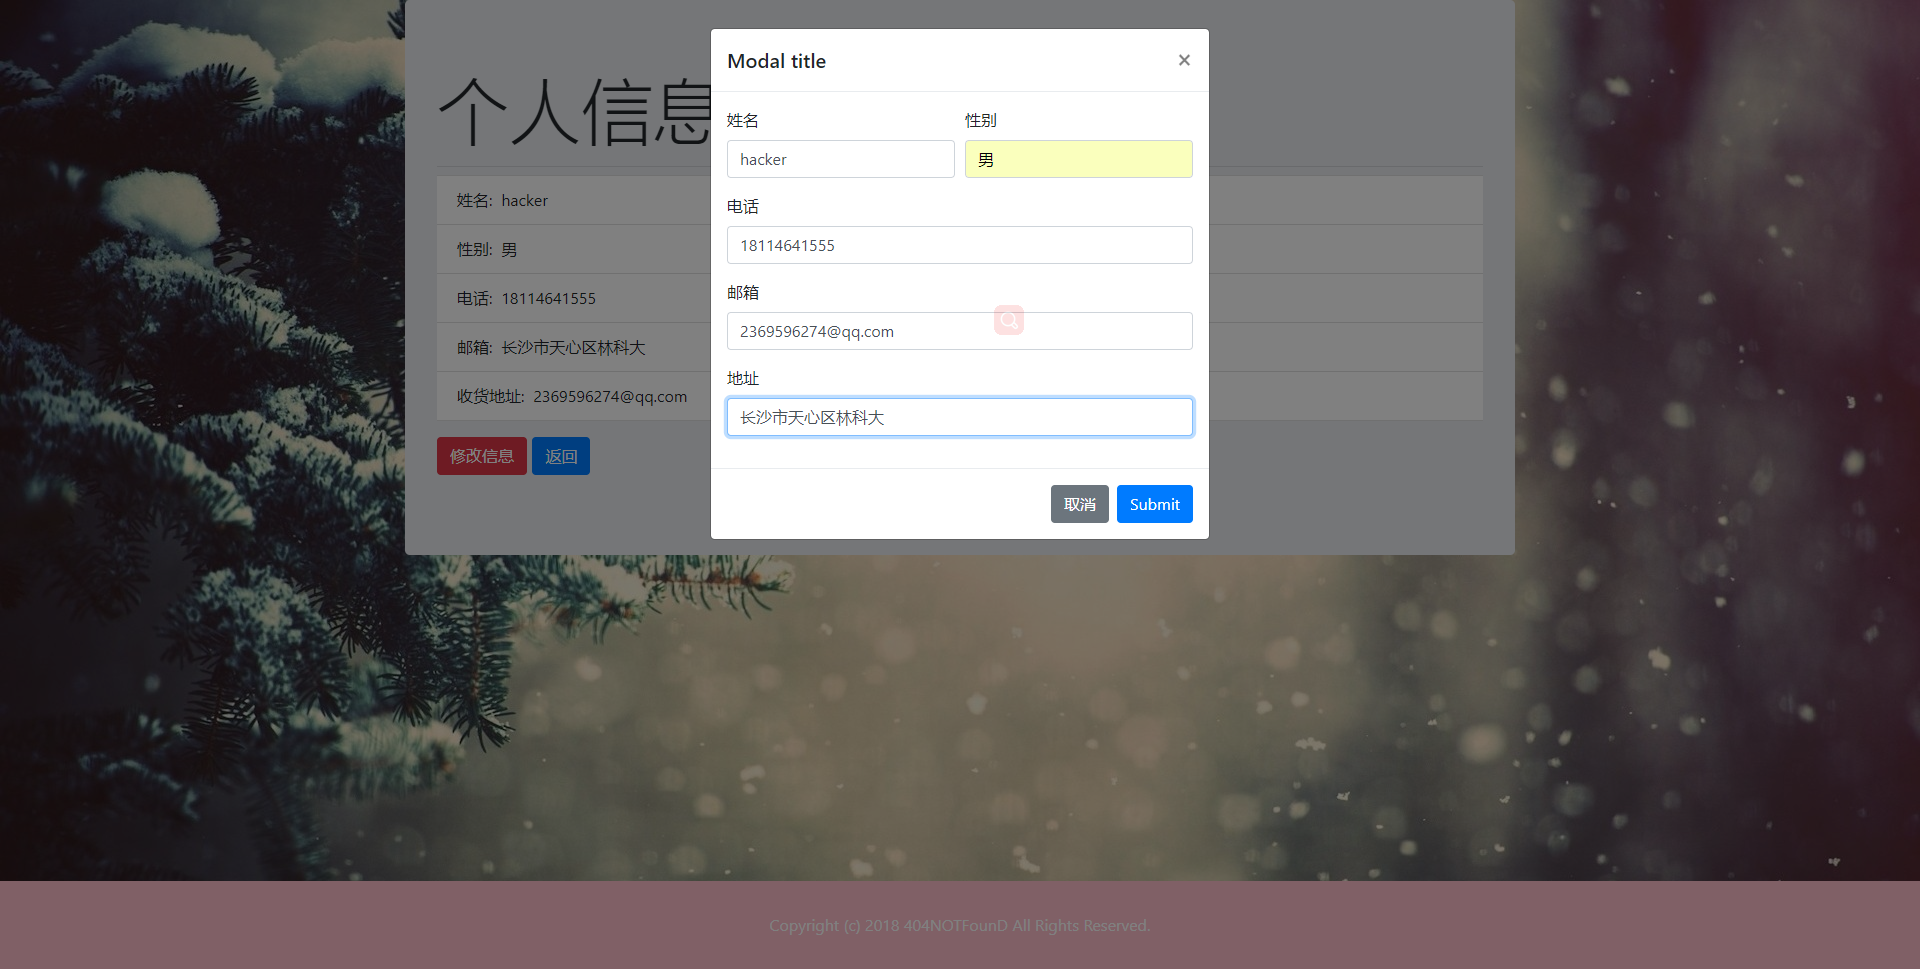 个人信息
姓名: hacker
性别: 男
电话: 18114641555
邮箱: 长沙市天心区林科大
收货地址: 2369596274@qq.com
修改信息 返回
Modal title ×
姓名 性别
hacker 男
电话
18114641555
邮箱
2369596274@qq.com
地址
长沙市天心区林科大
取消 Submit
Copyright (c) 2018 404NOTFounD All Rights Reserved.